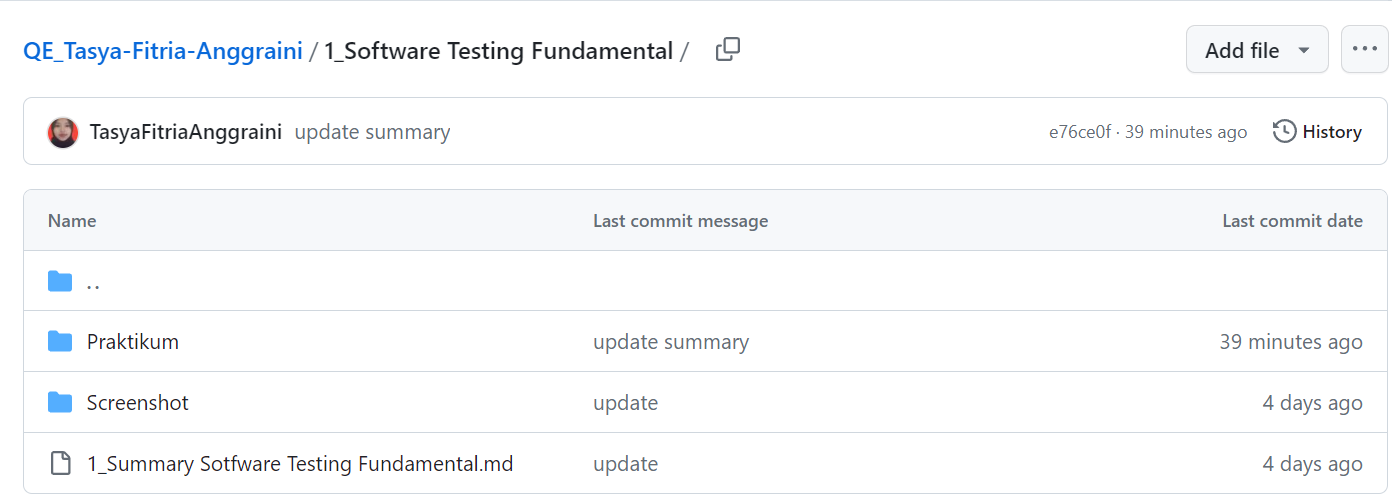 QE_Tasya-Fitria-Anggraini / 1_Software Testing Fundamental / Add file
TasyaFitriaAnggraini update summary e76ce0f · 39 minutes ago History
Name Last commit message Last commit date
..
Praktikum update summary 39 minutes ago
Screenshot update 4 days ago
1_Summary Sotfware Testing Fundamental.md update 4 days ago